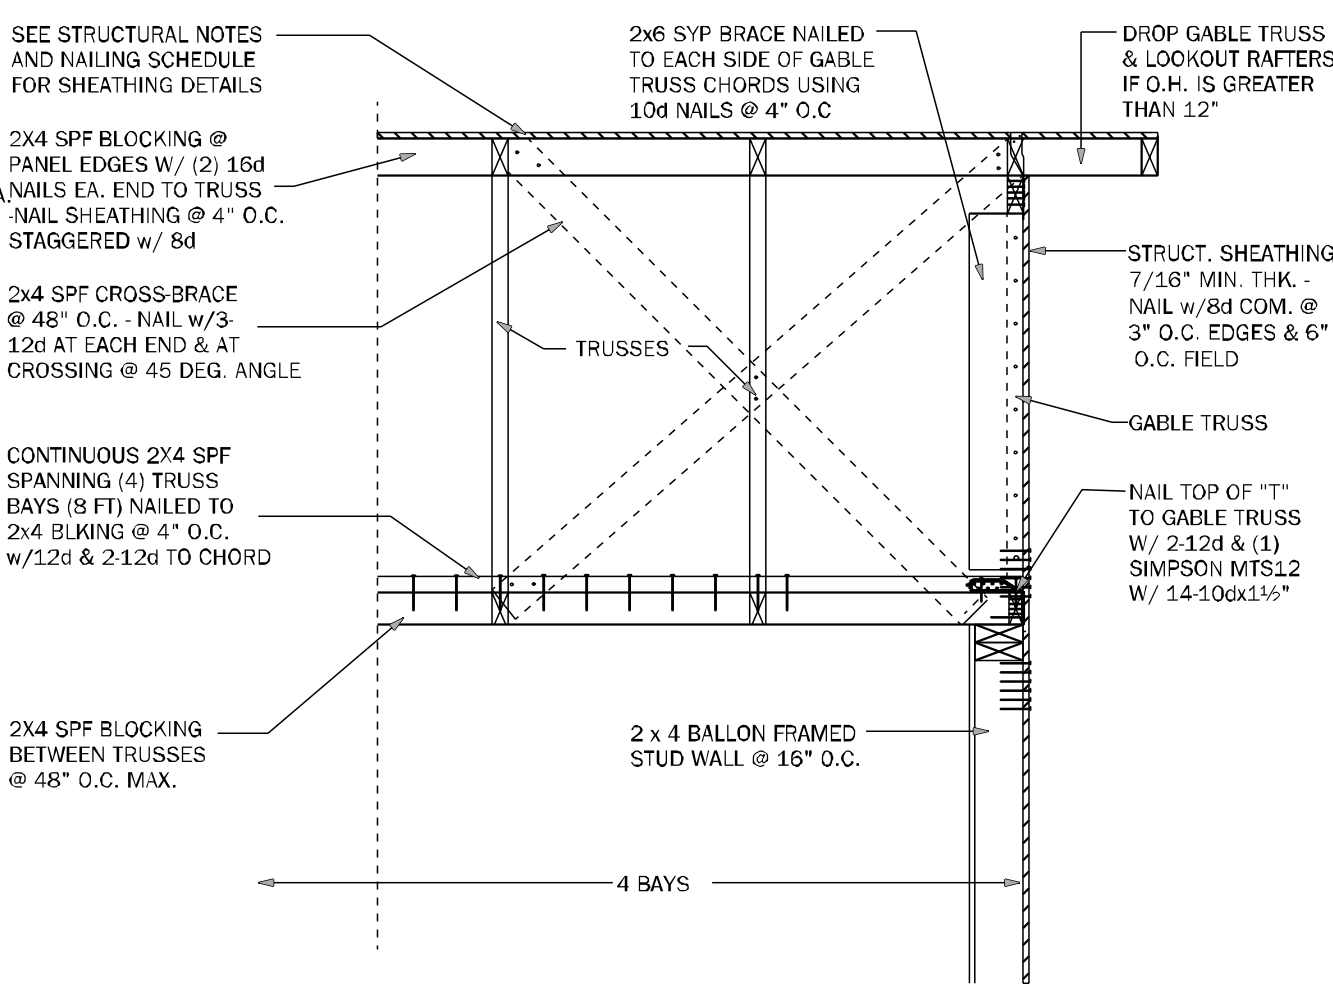 SEE STRUCTURAL NOTES
AND NAILING SCHEDULE
FOR SHEATHING DETAILS
2X4 SPF BLOCKING @
PANEL EDGES W/ (2) 16d
NAILS EA. END TO TRUSS
-NAIL SHEATHING @ 4" O.C.
STAGGERED w/ 8d
2x4 SPF CROSS-BRACE
@ 48" O.C. - NAIL w/3-
12d AT EACH END & AT
CROSSING @ 45 DEG. ANGLE
CONTINUOUS 2X4 SPF
SPANNING (4) TRUSS
BAYS (8 FT) NAILED TO
2x4 BLKING @ 4" O.C.
w/12d & 2-12d TO CHORD
2X4 SPF BLOCKING
BETWEEN TRUSSES
@ 48" O.C. MAX.
2x6 SYP BRACE NAILED
TO EACH SIDE OF GABLE
TRUSS CHORDS USING
10d NAILS @ 4" O.C
TRUSSES
2 x 4 BALLON FRAMED
STUD WALL @ 16" O.C.
4 BAYS
DROP GABLE TRUSS
& LOOKOUT RAFTERS
IF O.H. IS GREATER
THAN 12"
STRUCT. SHEATHING
7/16" MIN. THK. -
NAIL w/8d COM. @
3" O.C. EDGES & 6"
O.C. FIELD
GABLE TRUSS
NAIL TOP OF "T"
TO GABLE TRUSS
W/ 2-12d & (1)
SIMPSON MTS12
W/ 14-10dx1½"